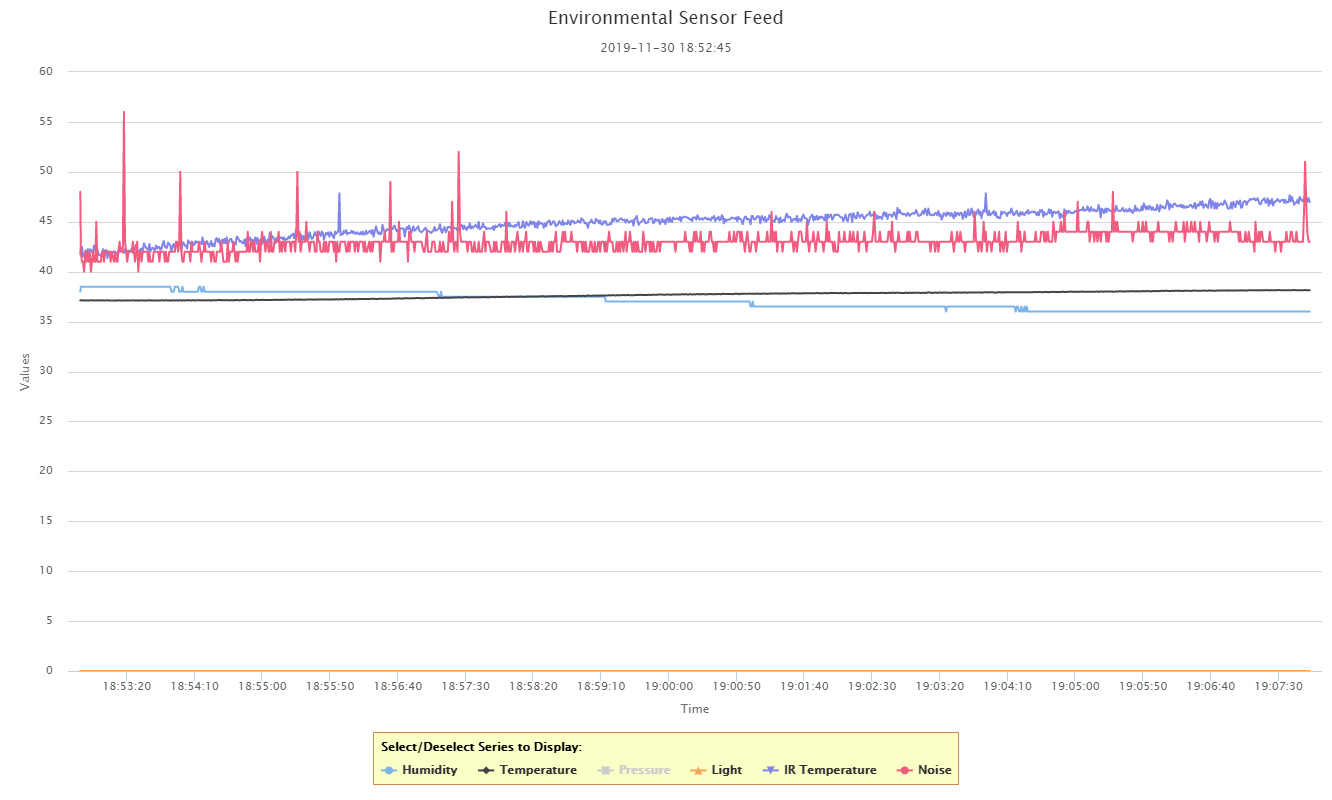 Environmental Sensor Feed
2019-11-30 18:52:45
60
55
50
45
40
35
30
25
20
15
10
5
0
Values
18:53:20 18:54:10 18:55:00 18:55:50 18:56:40 18:57:30 18:58:20 18:59:10 19:00:00 19:00:50 19:01:40 19:02:30 19:03:20 19:04:10 19:05:00 19:05:50 19:06:40 19:07:30
Time
Select/Deselect Series to Display:
Humidity Temperature Pressure Light IR Temperature Noise